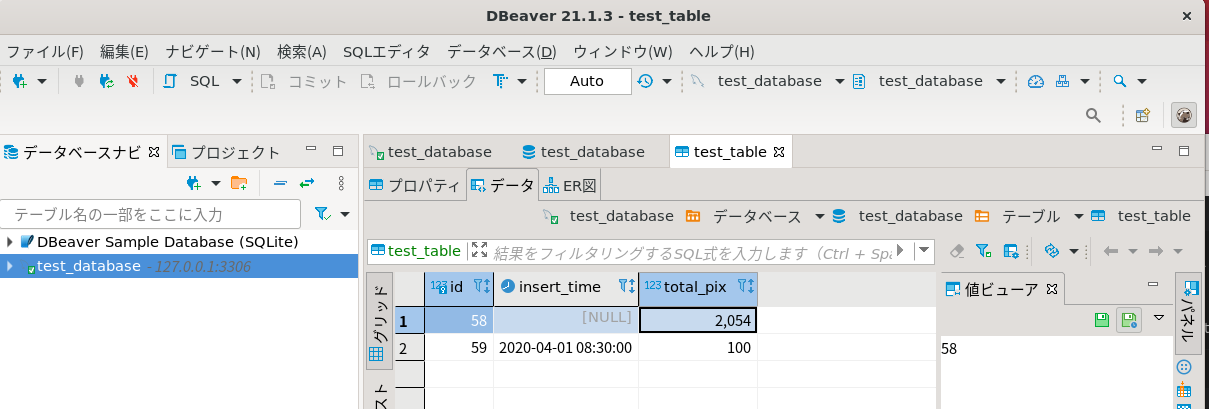 DBeaver 21.1.3 - test_table
ファイル(F) 編集(E) ナビゲート(N) 検索(A) SQLエディタ データベース(D) ウィンドウ(W) ヘルプ(H)
SQL コミット ロールバック Auto test_database test_database
データベースナビ プロジェクト
テーブル名の一部をここに入力
DBeaver Sample Database (SQLite)
test_database - 127.0.0.1:3306
test_database test_database test_table
プロパティ データ ER図
test_database データベース test_database テーブル test_table
test_table 結果をフィルタリングするSQL式を入力します (Ctrl + Spa
グリッド
id insert_time total_pix
1 58 [NULL] 2,054
2 59 2020-04-01 08:30:00 100
値ビューア
58
パネル